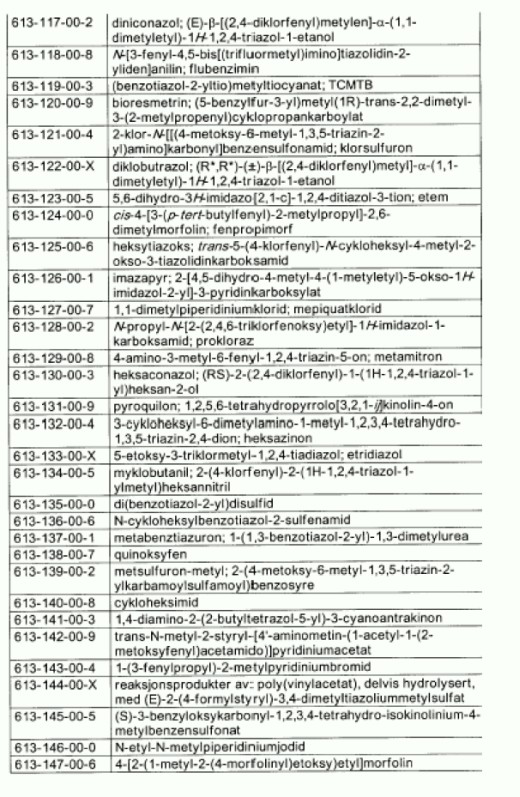 613-117-00-2 diniconazol; (E)-β-[(2,4-diklorfenyl)metylen]-α-(1,1-
dimetyletyl)-1H-1,2,4-triazol-1-etanol
613-118-00-8 N-[3-fenyl-4,5-bis[(trifluormetyl)imino]tiazolidin-2-
yliden]anilin; flubenzimin
613-119-00-3 (benzotiazol-2-yltio)metyltiocyanat; TCMTB
613-120-00-9 bioresmetrin; (5-benzylfur-3-yl)metyl(1R)-trans-2,2-dimetyl-
3-(2-metylpropenyl)cyklopropankarboylat
613-121-00-4 2-klor-N-[[(4-metoksy-6-metyl-1,3,5-triazin-2-
yl)amino]karbonyl]benzensulfonamid; klorsulfuron
613-122-00-X diklobutrazol; (R*,R*)-(±)-β-[(2,4-diklorfenyl)metyl]-α-(1,1-
dimetyletyl)-1H-1,2,4-triazol-1-etanol
613-123-00-5 5,6-dihydro-3H-imidazo[2,1-c]-1,2,4-ditiazol-3-tion; etem
613-124-00-0 cis-4-[3-(p-tert-butylfenyl)-2-metylpropyl]-2,6-
dimetylmorfolin; fenpropimorf
613-125-00-6 heksytiazoks; trans-5-(4-klorfenyl)-N-cykloheksyl-4-metyl-2-
okso-3-tiazolidinkarboksamid
613-126-00-1 imazapyr; 2-[4,5-dihydro-4-metyl-4-(1-metyletyl)-5-okso-1H-
imidazol-2-yl]-3-pyridinkarboksylat
613-127-00-7 1,1-dimetylpiperidiniumklorid; mepiquatklorid
613-128-00-2 N-propyl-N-[2-(2,4,6-triklorfenoksy)etyl]-1H-imidazol-1-
karboksamid; prokloraz
613-129-00-8 4-amino-3-metyl-6-fenyl-1,2,4-triazin-5-on; metamitron
613-130-00-3 heksaconazol; (RS)-2-(2,4-diklorfenyl)-1-(1H-1,2,4-triazol-1-
yl)heksan-2-ol
613-131-00-9 pyroquilon; 1,2,5,6-tetrahydropyrrolo[3,2,1-ij]kinolin-4-on
613-132-00-4 3-cykloheksyl-6-dimetylamino-1-metyl-1,2,3,4-tetrahydro-
1,3,5-triazin-2,4-dion; heksazinon
613-133-00-X 5-etoksy-3-triklormetyl-1,2,4-tiadiazol; etridiazol
613-134-00-5 myklobutanil; 2-(4-klorfenyl)-2-(1H-1,2,4-triazol-1-
ylmetyl)heksannitril
613-135-00-0 di(benzotiazol-2-yl)disulfid
613-136-00-6 N-cykloheksylbenzotiazol-2-sulfenamid
613-137-00-1 metabenztiazuron; 1-(1,3-benzotiazol-2-yl)-1,3-dimetylurea
613-138-00-7 quinoksyfen
613-139-00-2 metsulfuron-metyl; 2-(4-metoksy-6-metyl-1,3,5-triazin-2-
ylkarbamoylsulfamoyl)benzosyre
613-140-00-8 cykloheksimid
613-141-00-3 1,4-diamino-2-(2-butyltetrazol-5-yl)-3-cyanoantrakinon
613-142-00-9 trans-N-metyl-2-styryl-[4'-aminometin-(1-acetyl-1-(2-
metoksyfenyl)acetamido)]pyridiniumacetat
613-143-00-4 1-(3-fenylpropyl)-2-metylpyridiniumbromid
613-144-00-X reaksjonsprodukter av: poly(vinylacetat), delvis hydrolysert,
med (E)-2-(4-formylstyryl)-3,4-dimetyltiazoliummetylsulfat
613-145-00-5 (S)-3-benzyloksykarbonyl-1,2,3,4-tetrahydro-isokinolinium-4-
metylbenzensulfonat
613-146-00-0 N-etyl-N-metylpiperidiniumjodid
613-147-00-6 4-[2-(1-metyl-2-(4-morfolinyl)etoksy)etyl]morfolin